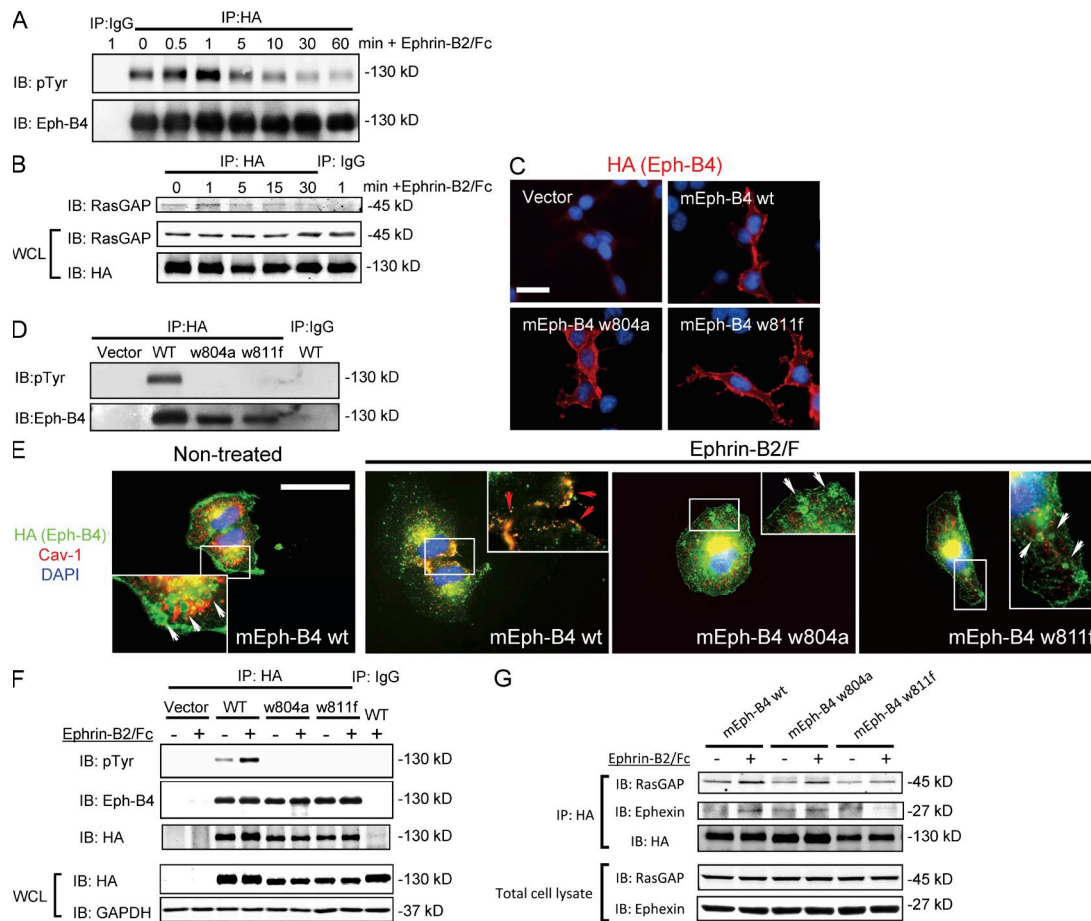 A
IP:IgG IP:HA
1 0 0.5 1 5 10 30 60 min + Ephrin-B2/Fc
IB: pTyr -130 kD
IB: Eph-B4 -130 kD
B
IP: HA IP: IgG
0 1 5 15 30 1 min +Ephrin-B2/Fc
IB: RasGAP -45 kD
WCL
IB: RasGAP -45 kD
IB: HA -130 kD
C
HA (Eph-B4)
Vector mEph-B4 wt
mEph-B4 w804a mEph-B4 w811f
D
IP:HA IP:IgG
Vector WT w804a w811f WT
IB:pTyr -130 kD
IB:Eph-B4 -130 kD
E
Non-treated Ephrin-B2/F
HA (Eph-B4)
Cav-1
DAPI
mEph-B4 wt mEph-B4 wt mEph-B4 w804a mEph-B4 w811f
F
IP: HA IP: IgG
Vector WT w804a w811f WT
Ephrin-B2/Fc - + - + - + - + +
IB: pTyr -130 kD
IB: Eph-B4 -130 kD
IB: HA -130 kD
WCL
IB: HA -130 kD
IB: GAPDH -37 kD
G
mEph-B4 wt mEph-B4 w804a mEph-B4 w811f
Ephrin-B2/Fc - + - + - +
IP: HA
IB: RasGAP -45 kD
IB: Ephexin -27 kD
IB: HA -130 kD
Total cell lysate
IB: RasGAP -45 kD
IB: Ephexin -27 kD